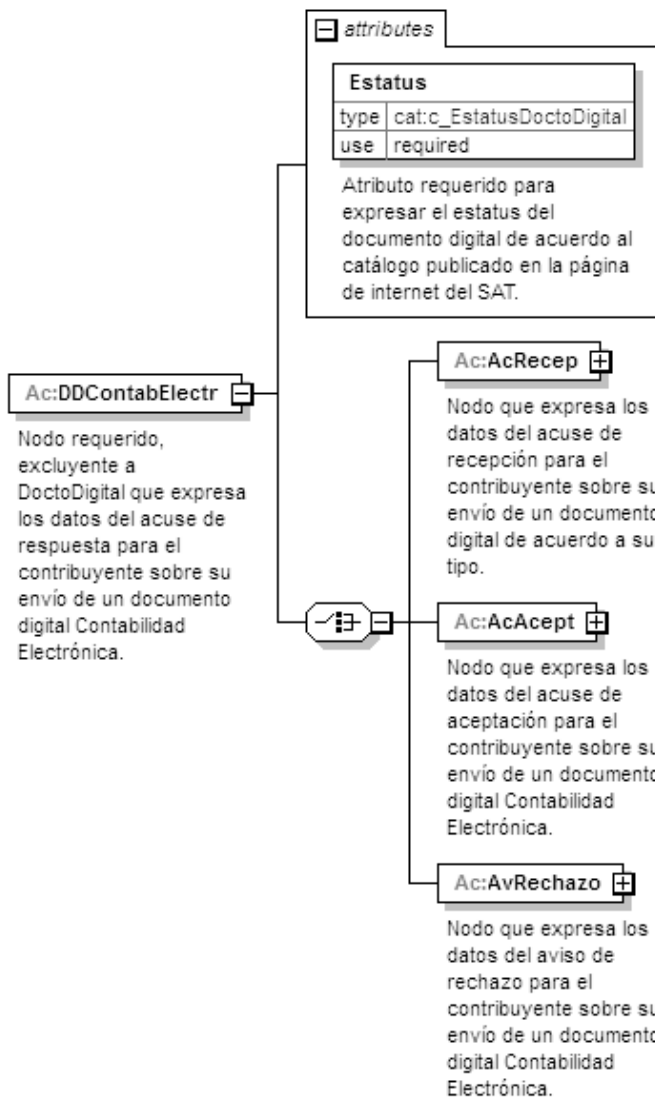 attributes
Estatus
type cat:c_EstatusDoctoDigital
use required
Atributo requerido para
expresar el estatus del
documento digital de acuerdo al
catálogo publicado en la página
de internet del SAT.
Ac:DDContabElectr
Nodo requerido,
excluyente a
DoctoDigital que expresa
los datos del acuse de
respuesta para el
contribuyente sobre su
envío de un documento
digital Contabilidad
Electrónica.
Ac:AcRecep
Nodo que expresa los
datos del acuse de
recepción para el
contribuyente sobre su
envío de un documento
digital de acuerdo a su
tipo.
Ac:AcAcept
Nodo que expresa los
datos del acuse de
aceptación para el
contribuyente sobre su
envío de un documento
digital Contabilidad
Electrónica.
Ac:AvRechazo
Nodo que expresa los
datos del aviso de
rechazo para el
contribuyente sobre su
envío de un documento
digital Contabilidad
Electrónica.